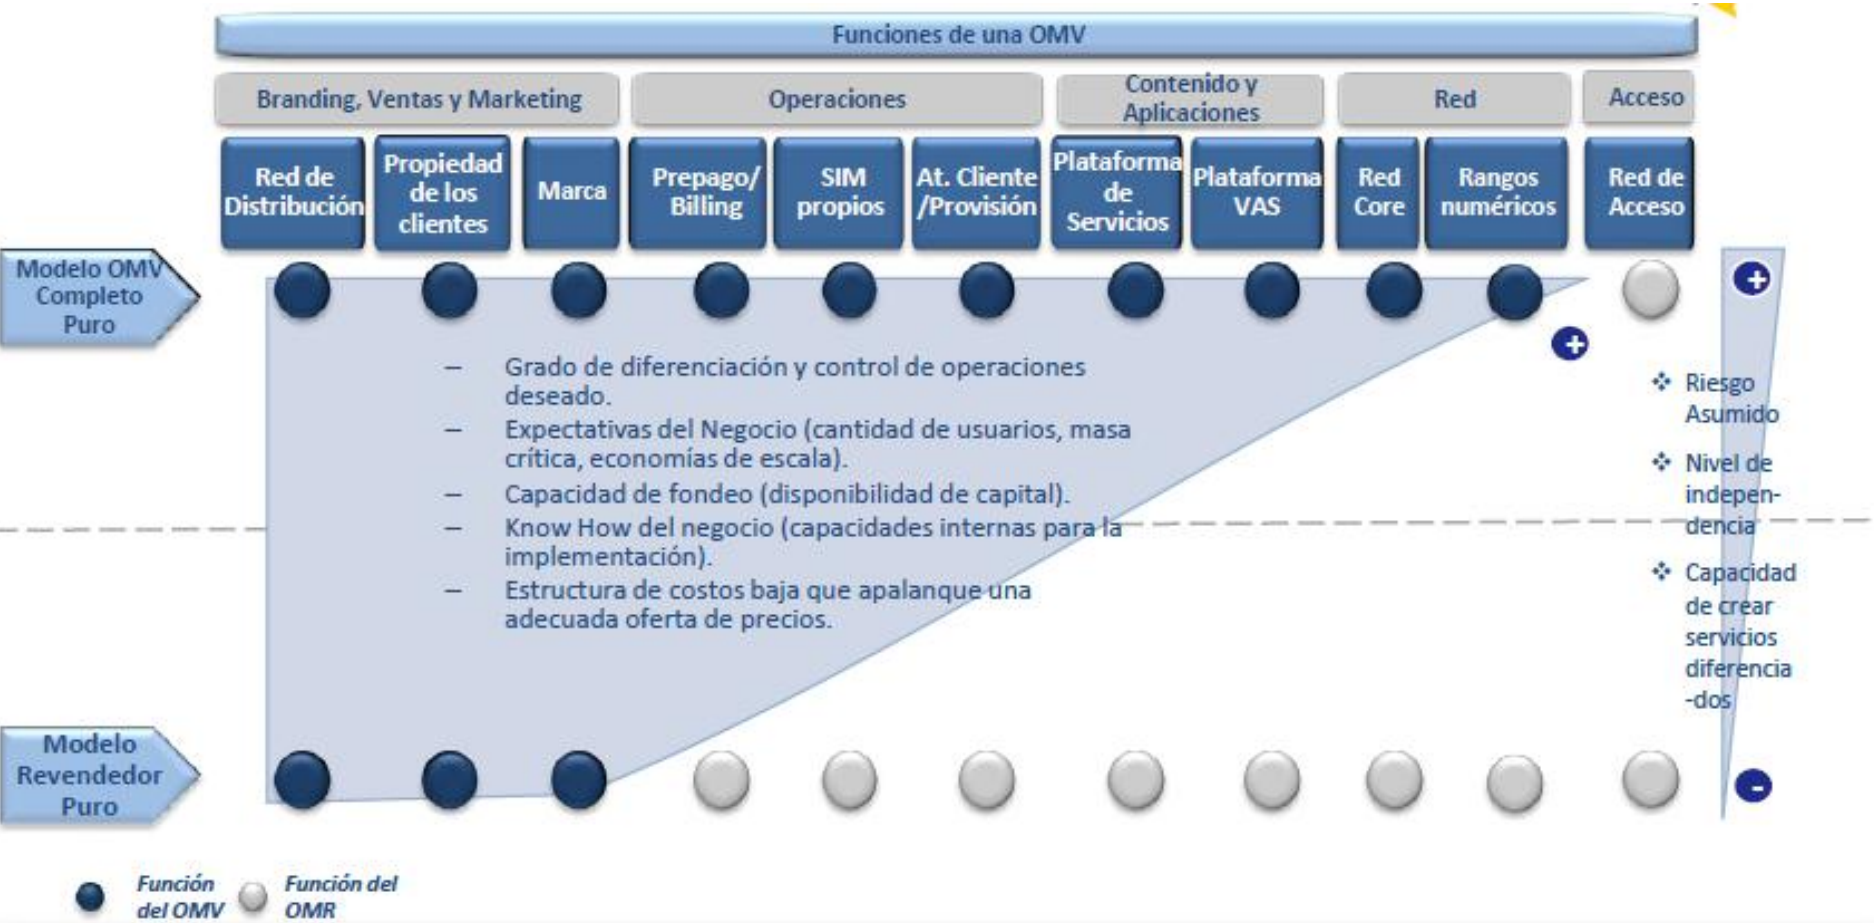 Funciones de una OMV
Branding, Ventas y Marketing
Operaciones
Contenido y
Aplicaciones
Red
Acceso
Red de
Distribución
Propiedad
de los
clientes
Marca
Prepago/
Billing
SIM
propios
At. Cliente
/Provisión
Plataforma
de
Servicios
Plataforma
VAS
Red
Core
Rangos
numéricos
Red de
Acceso
Modelo OMV
Completo
Puro
+
+
– Grado de diferenciación y control de operaciones
deseado.
– Expectativas del Negocio (cantidad de usuarios, masa
crítica, economías de escala).
– Capacidad de fondeo (disponibilidad de capital).
– Know How del negocio (capacidades internas para la
implementación).
– Estructura de costos baja que apalanque una
adecuada oferta de precios.
❖ Riesgo
Asumido
❖ Nivel de
indepen-
dencia
❖ Capacidad
de crear
servicios
diferencia
-dos
Modelo
Revendedor
Puro
-
Función
del OMV
Función del
OMR